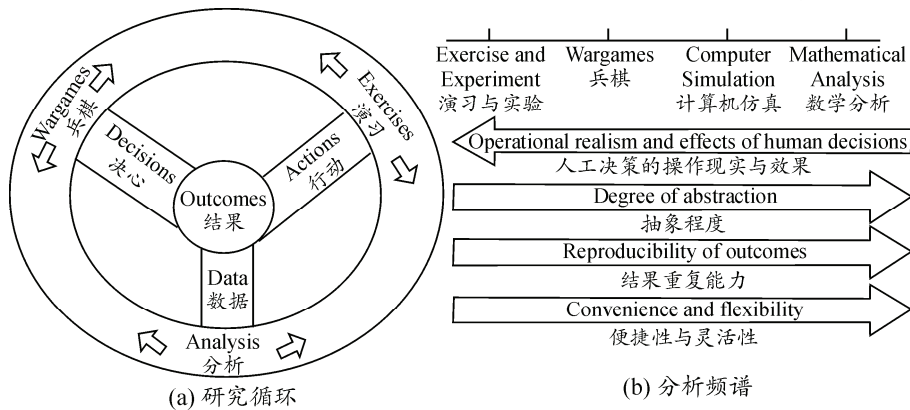 Wargames
兵棋
Exercises
演习
Decisions
决心
Actions
行动
Outcomes
结果
Data
数据
Analysis
分析
(a) 研究循环
Exercise and
Experiment
演习与实验
Wargames
兵棋
Computer
Simulation
计算机仿真
Mathematical
Analysis
数学分析
Operational realism and effects of human decisions
人工决策的操作现实与效果
Degree of abstraction
抽象程度
Reproducibility of outcomes
结果重复能力
Convenience and flexibility
便捷性与灵活性
(b) 分析频谱